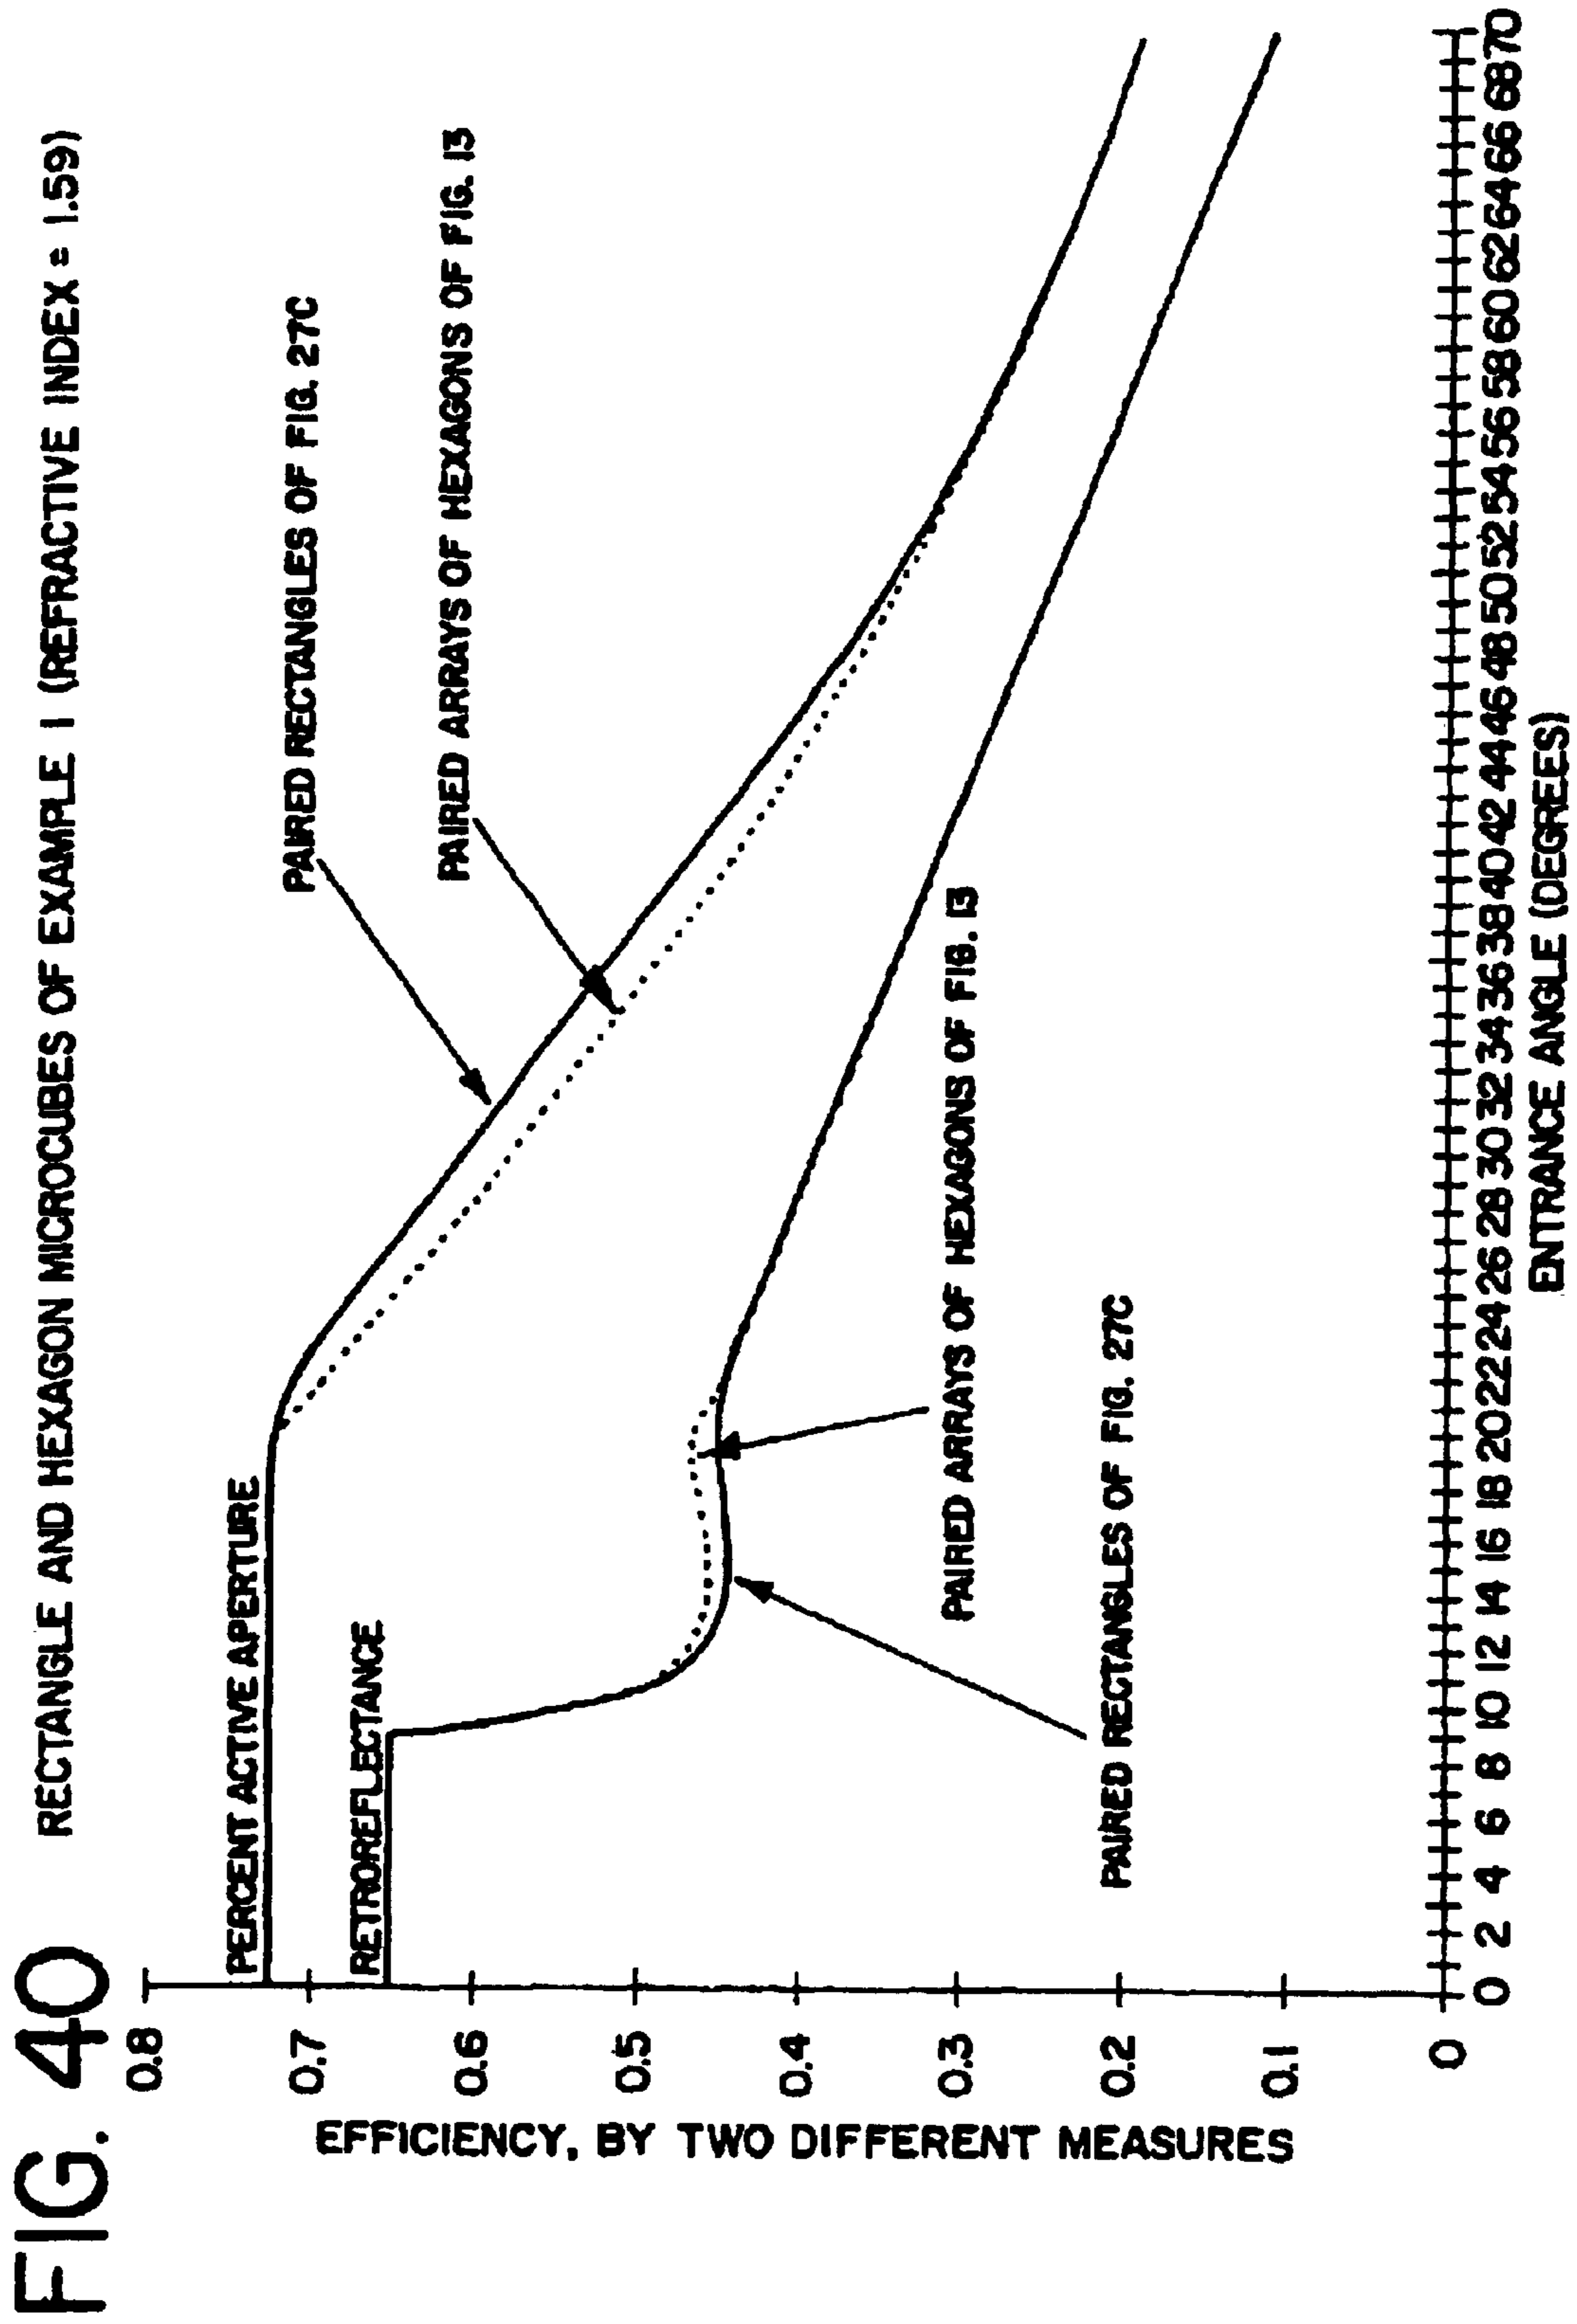 FIG. 40
RECTANGLE AND HEXAGON MICROCUBES OF EXAMPLE 1 (REFRACTIVE INDEX = 1.59)
EFFICIENCY, BY TWO DIFFERENT MEASURES
0.8
0.7
0.6
0.5
0.4
0.3
0.2
0.1
0
PERCENT ACTIVE APERTURE
RETROREFLECTANCE
PAIRED RECTANGLES OF FIG. 27C
PAIRED ARRAYS OF HEXAGONS OF FIG. 13
PAIRED ARRAYS OF HEXAGONS OF FIG. 13
PAIRED RECTANGLES OF FIG. 27C
0 2 4 6 8 10 12 14 16 18 20 22 24 26 28 30 32 34 36 38 40 42 44 46 48 50 52 54 56 58 60 62 64 66 68 70
ENTRANCE ANGLE (DEGREES)